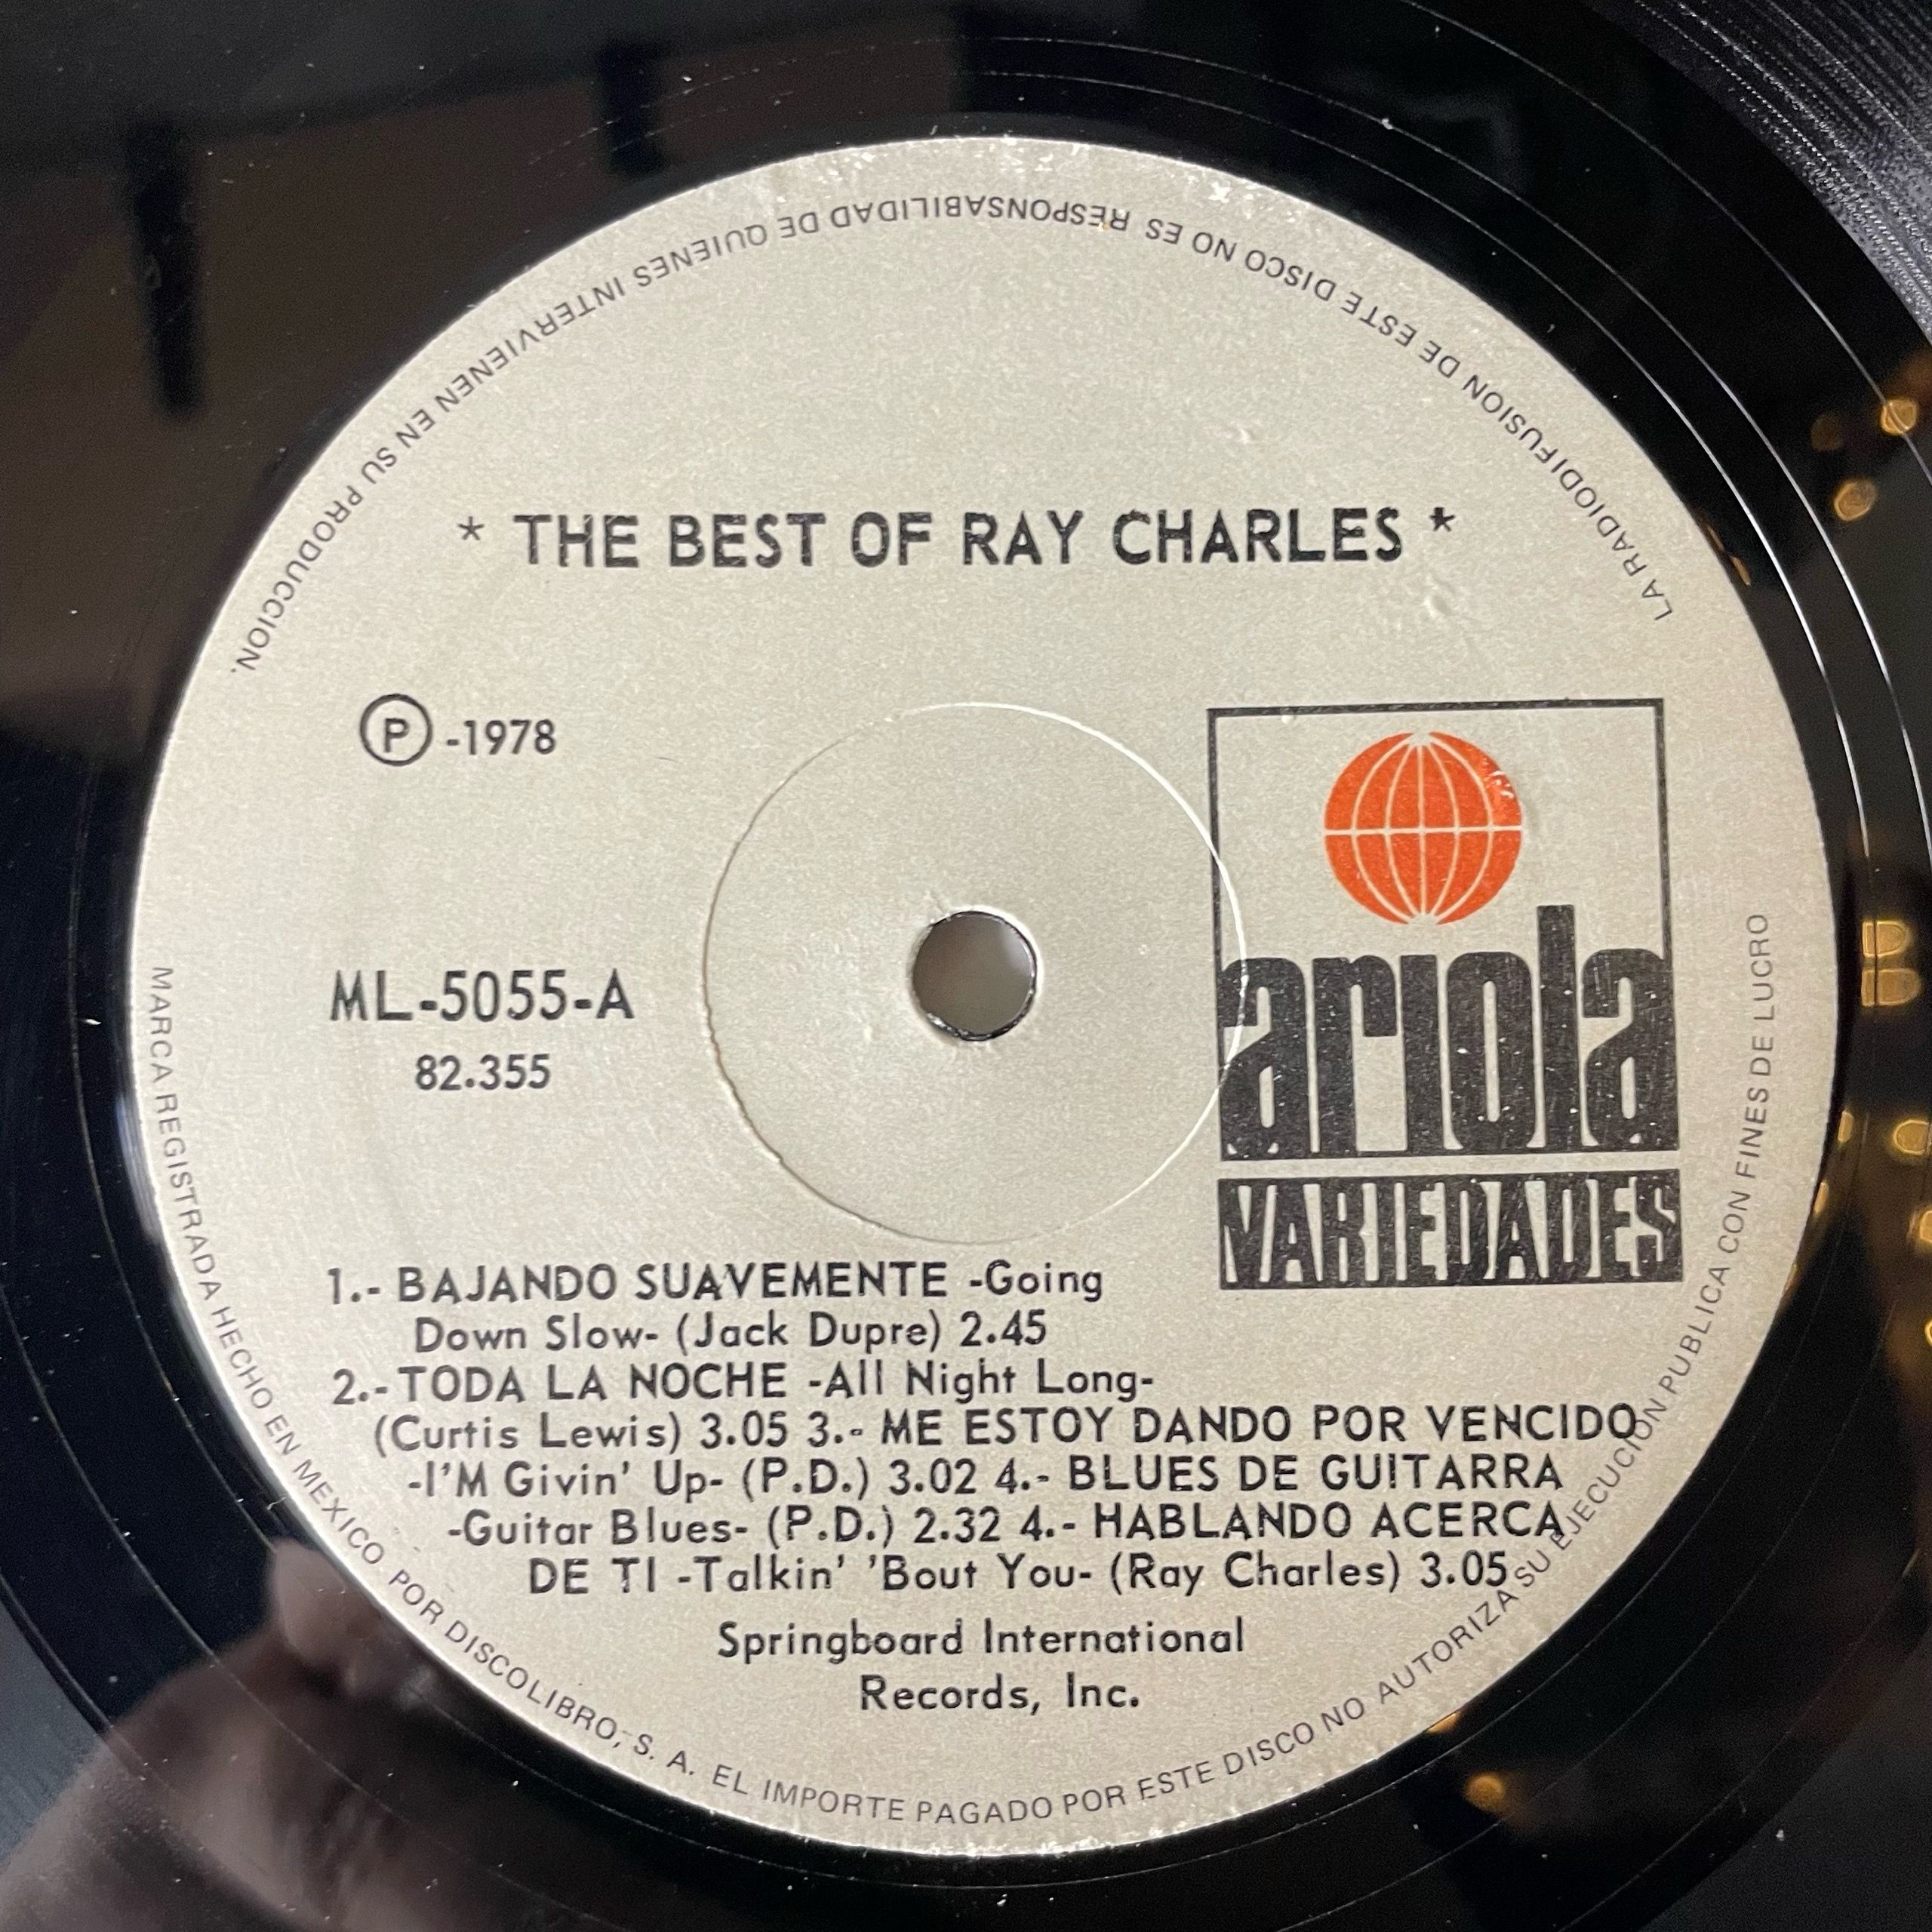 LA RADIODIFUSION DE ESTE DISCO NO ES RESPONSABILIDAD DE QUIENES INTERVIENEN EN SU PRODUCCION.
* THE BEST OF RAY CHARLES *
Ⓟ -1978
ariola
VARIEDADES
ML-5055-A
82.355
1.- BAJANDO SUAVEMENTE -Going
Down Slow- (Jack Dupre) 2.45
2.- TODA LA NOCHE -All Night Long-
(Curtis Lewis) 3.05 3.- ME ESTOY DANDO POR VENCIDO
-I'M Givin' Up- (P.D.) 3.02 4.- BLUES DE GUITARRA
-Guitar Blues- (P.D.) 2.32 4.- HABLANDO ACERCA
DE TI -Talkin' 'Bout You- (Ray Charles) 3.05
Springboard International
Records, Inc.
MARCA REGISTRADA HECHO EN MEXICO POR DISCOLIBRO, S. A. EL IMPORTE PAGADO POR ESTE DISCO NO AUTORIZA SU EJECUCION PUBLICA CON FINES DE LUCRO